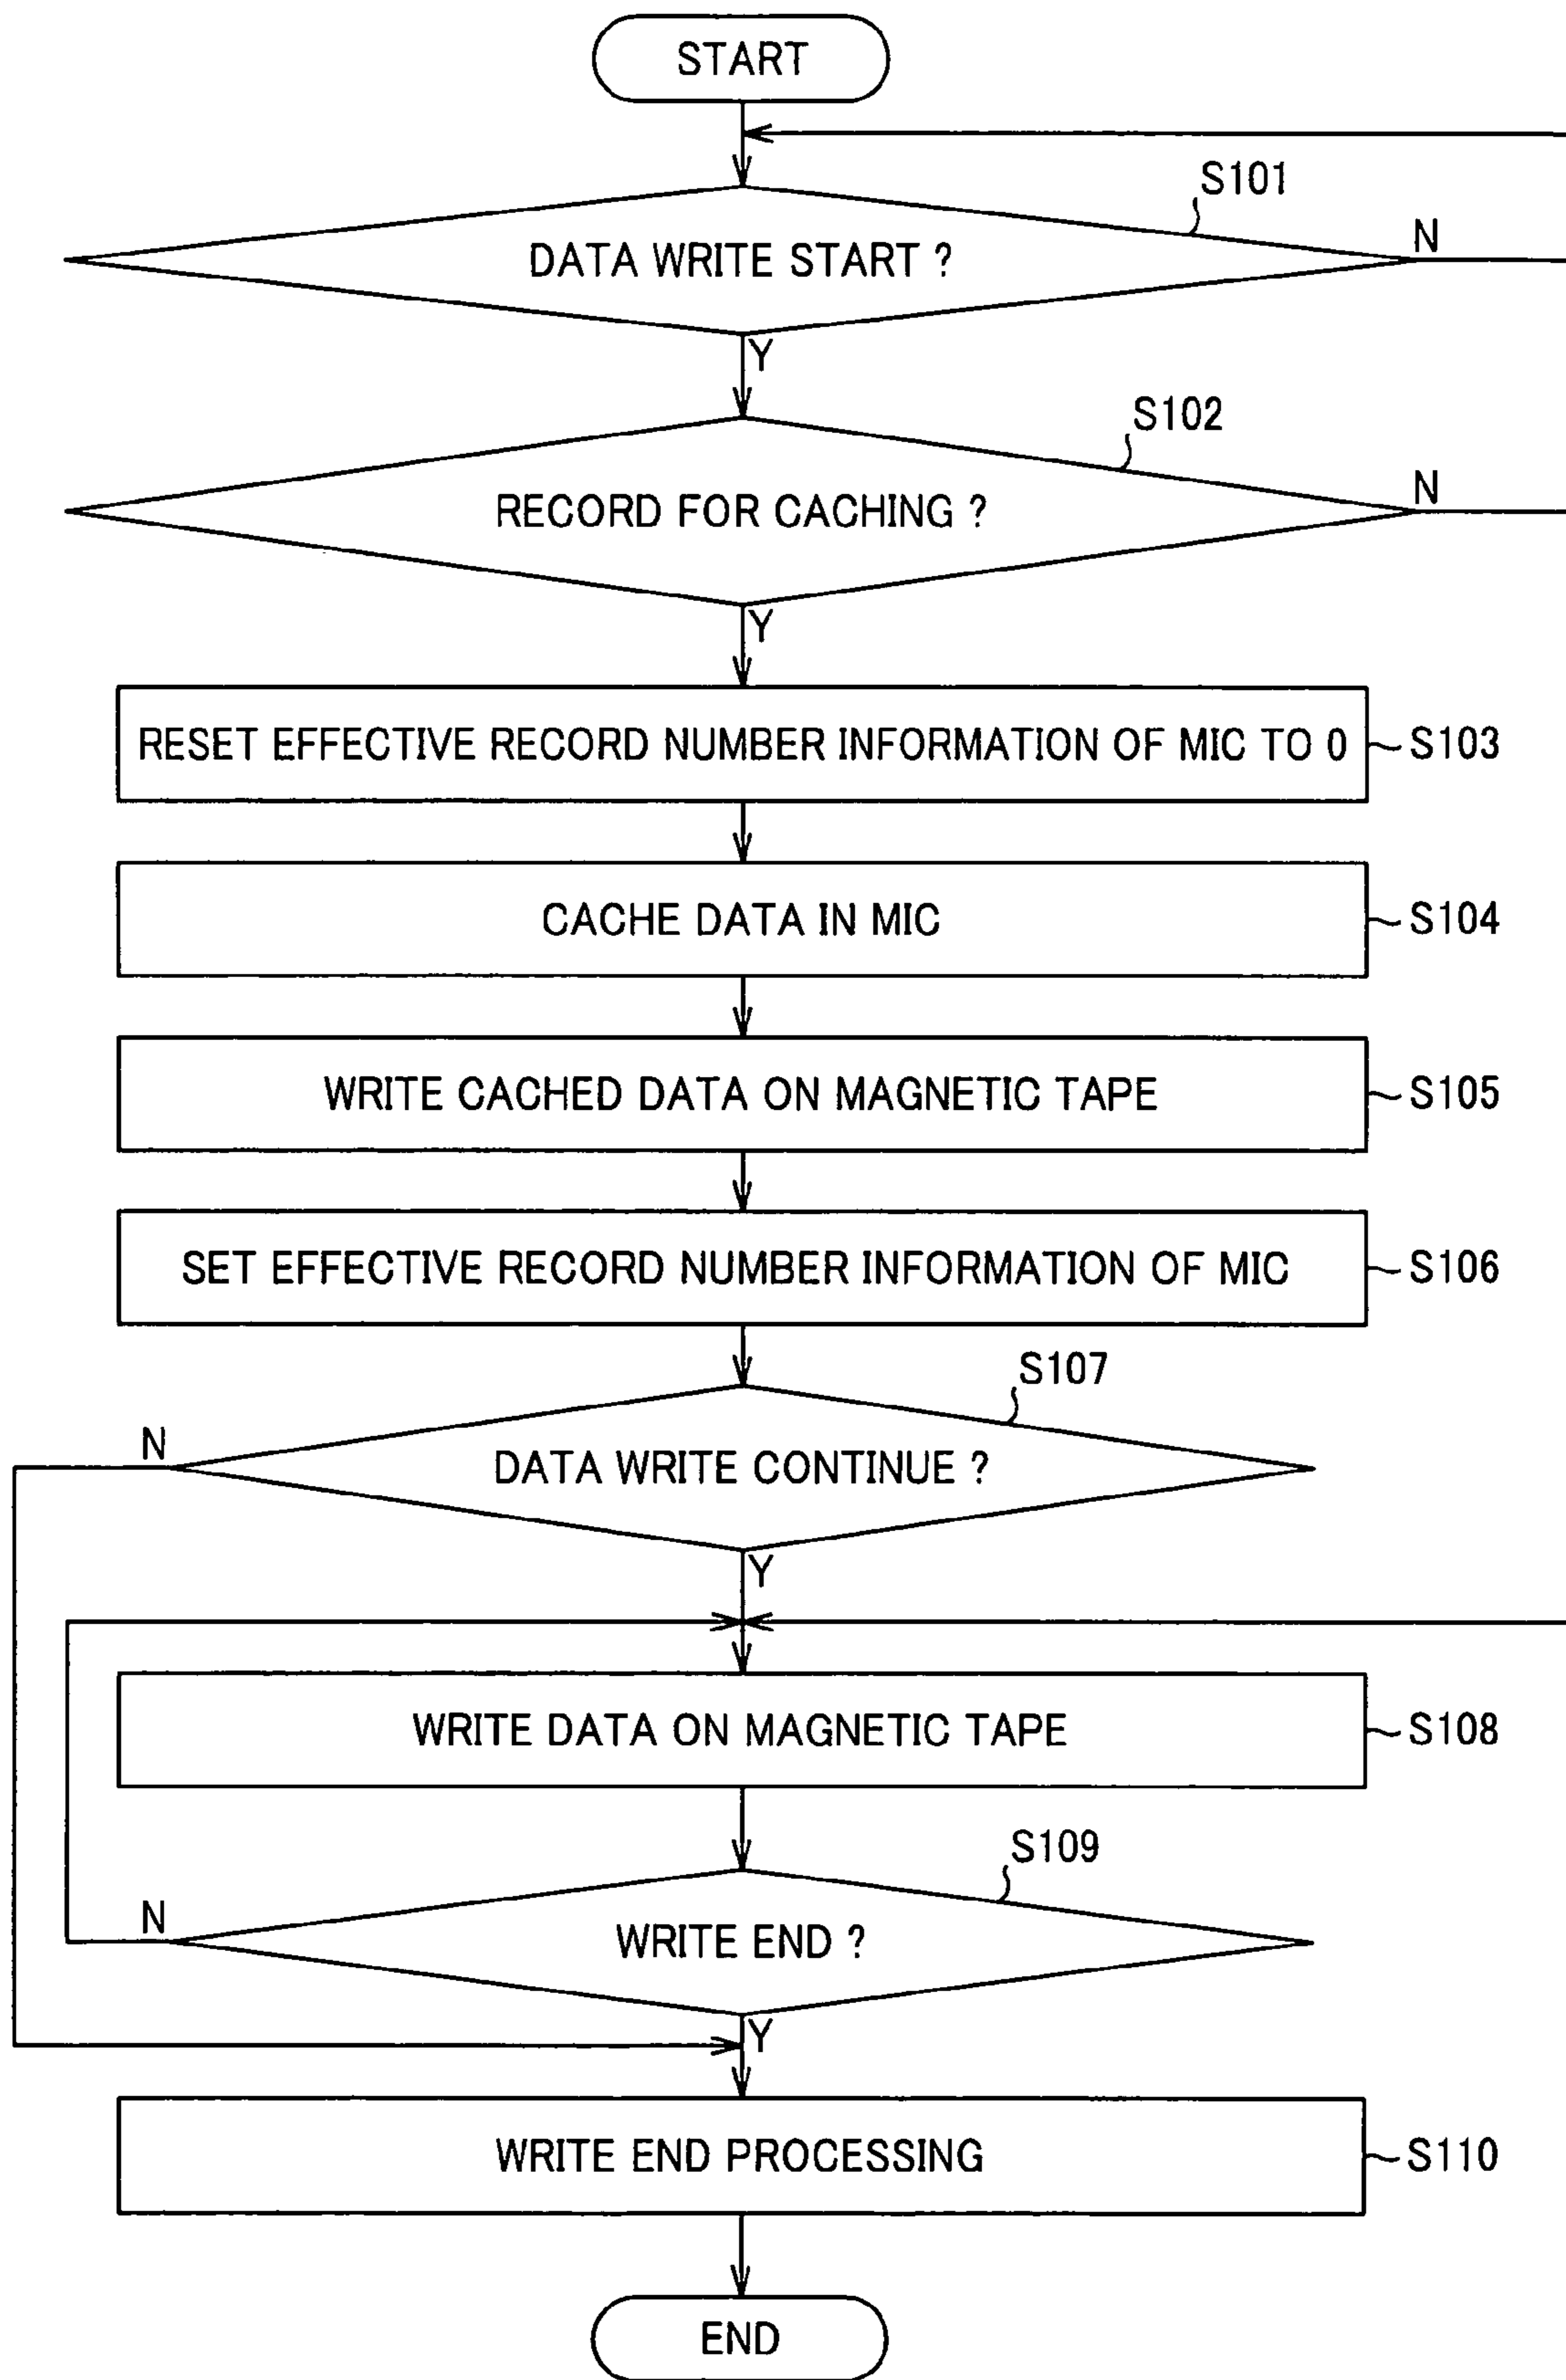 START
S101
DATA WRITE START ?
N
Y
S102
RECORD FOR CACHING ?
N
Y
RESET EFFECTIVE RECORD NUMBER INFORMATION OF MIC TO 0
S103
CACHE DATA IN MIC
S104
WRITE CACHED DATA ON MAGNETIC TAPE
S105
SET EFFECTIVE RECORD NUMBER INFORMATION OF MIC
S106
S107
N
DATA WRITE CONTINUE ?
Y
WRITE DATA ON MAGNETIC TAPE
S108
S109
N
WRITE END ?
Y
WRITE END PROCESSING
S110
END